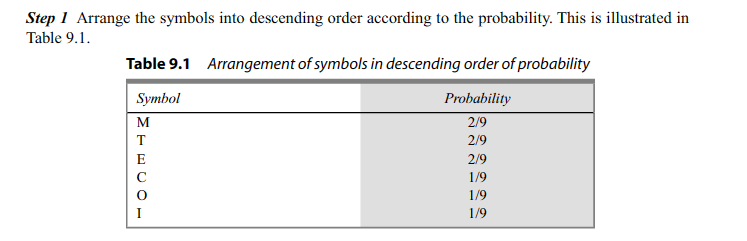 Step 1 Arrange the symbols into descending order according to the probability. This is illustrated in
Table 9.1.
Table 9.1 Arrangement of symbols in descending order of probability
Symbol Probability
M 2/9
T 2/9
E 2/9
C 1/9
O 1/9
I 1/9